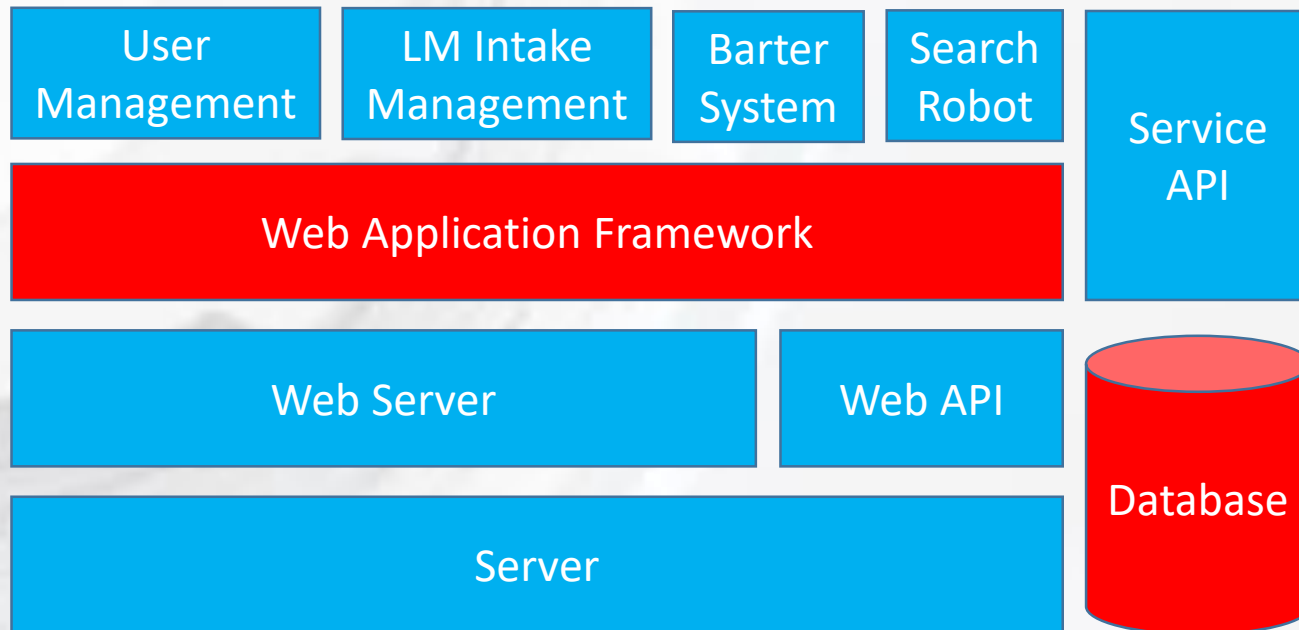 User
Management
LM Intake
Management
Barter
System
Search
Robot
Service
API
Web Application Framework
Web Server
Web API
Database
Server